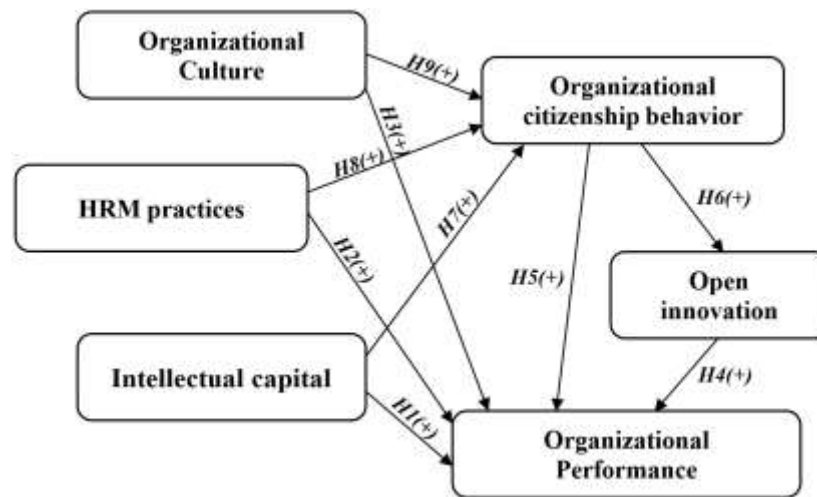 Organizational
Culture
H9(+)
Organizational
citizenship behavior
H3(+)
H8(+)
HRM practices
H7(+)
H6(+)
H2(+)
H5(+)
Open
innovation
Intellectual capital
H4(+)
H1(+)
Organizational
Performance